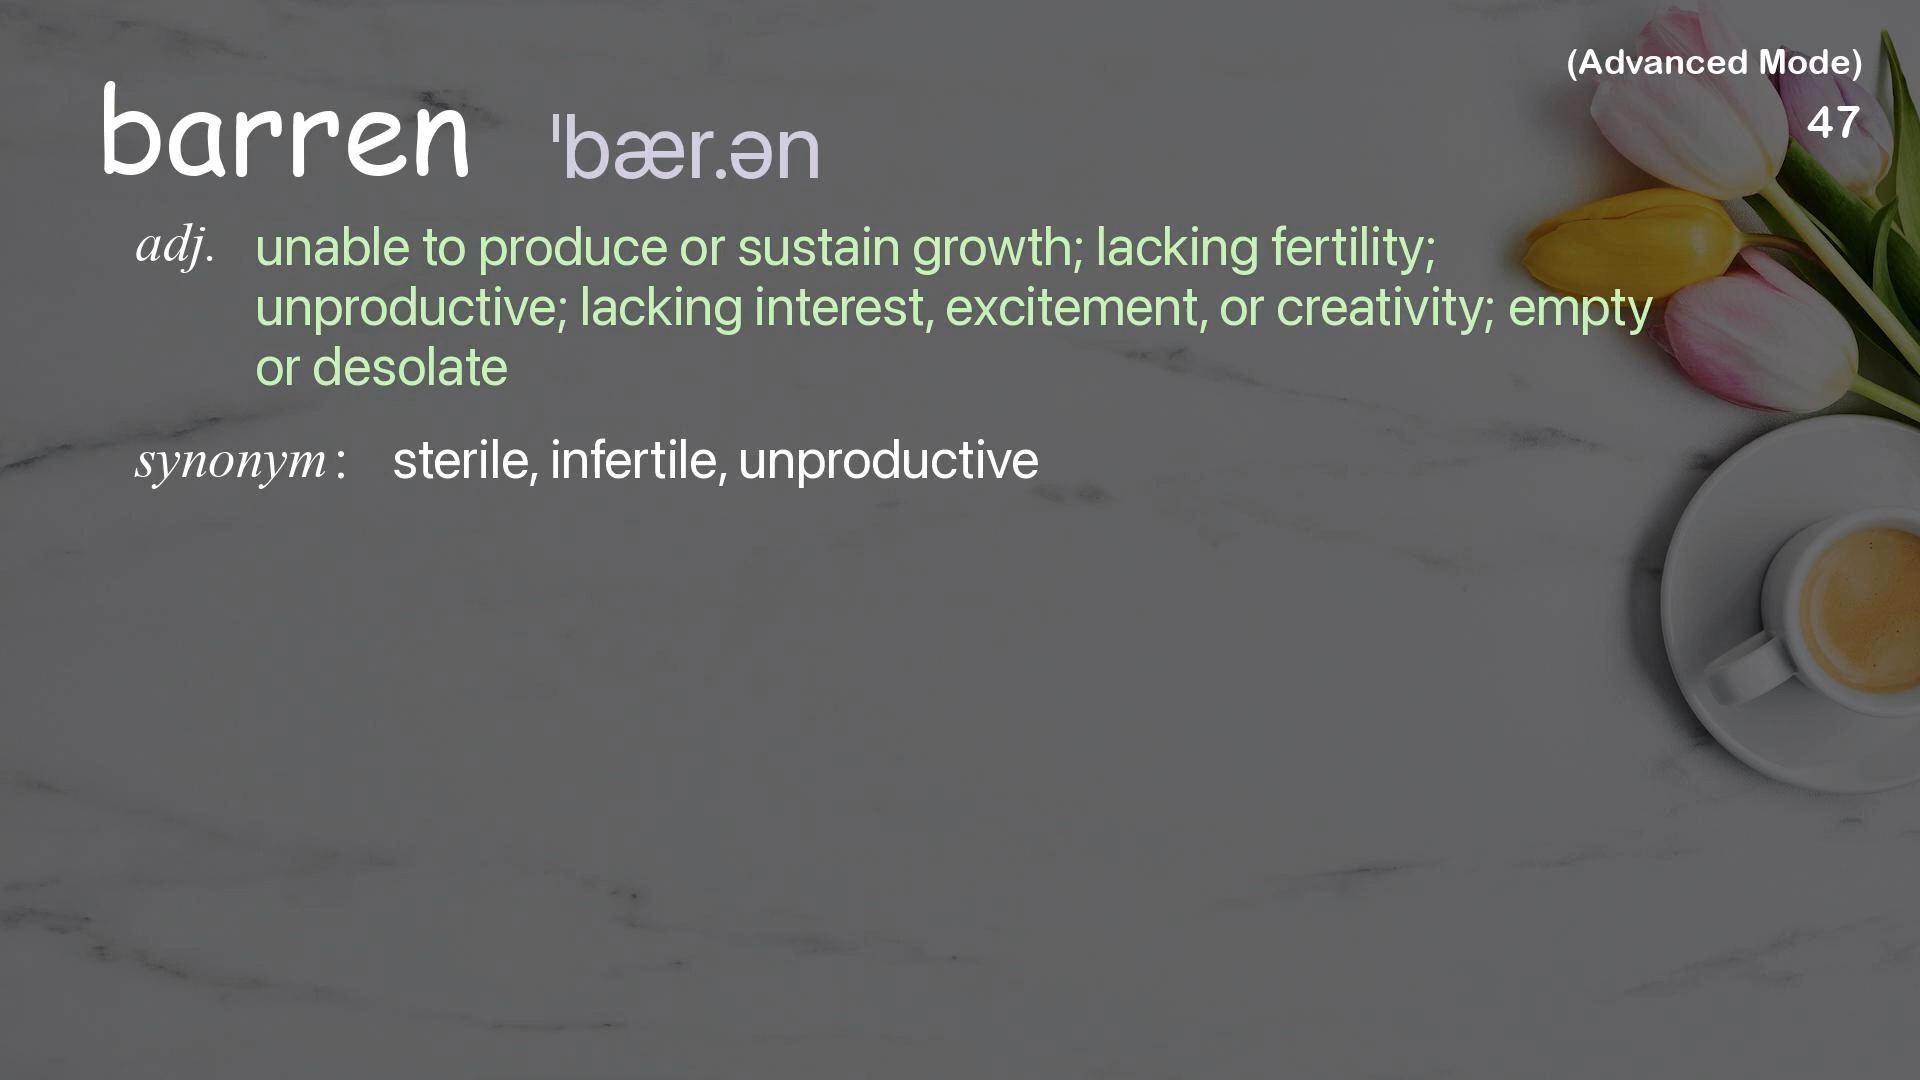 (Advanced Mode)
47
barren ˈbær.ən
adj. unable to produce or sustain growth; lacking fertility;
unproductive; lacking interest, excitement, or creativity; empty
or desolate
synonym: sterile, infertile, unproductive